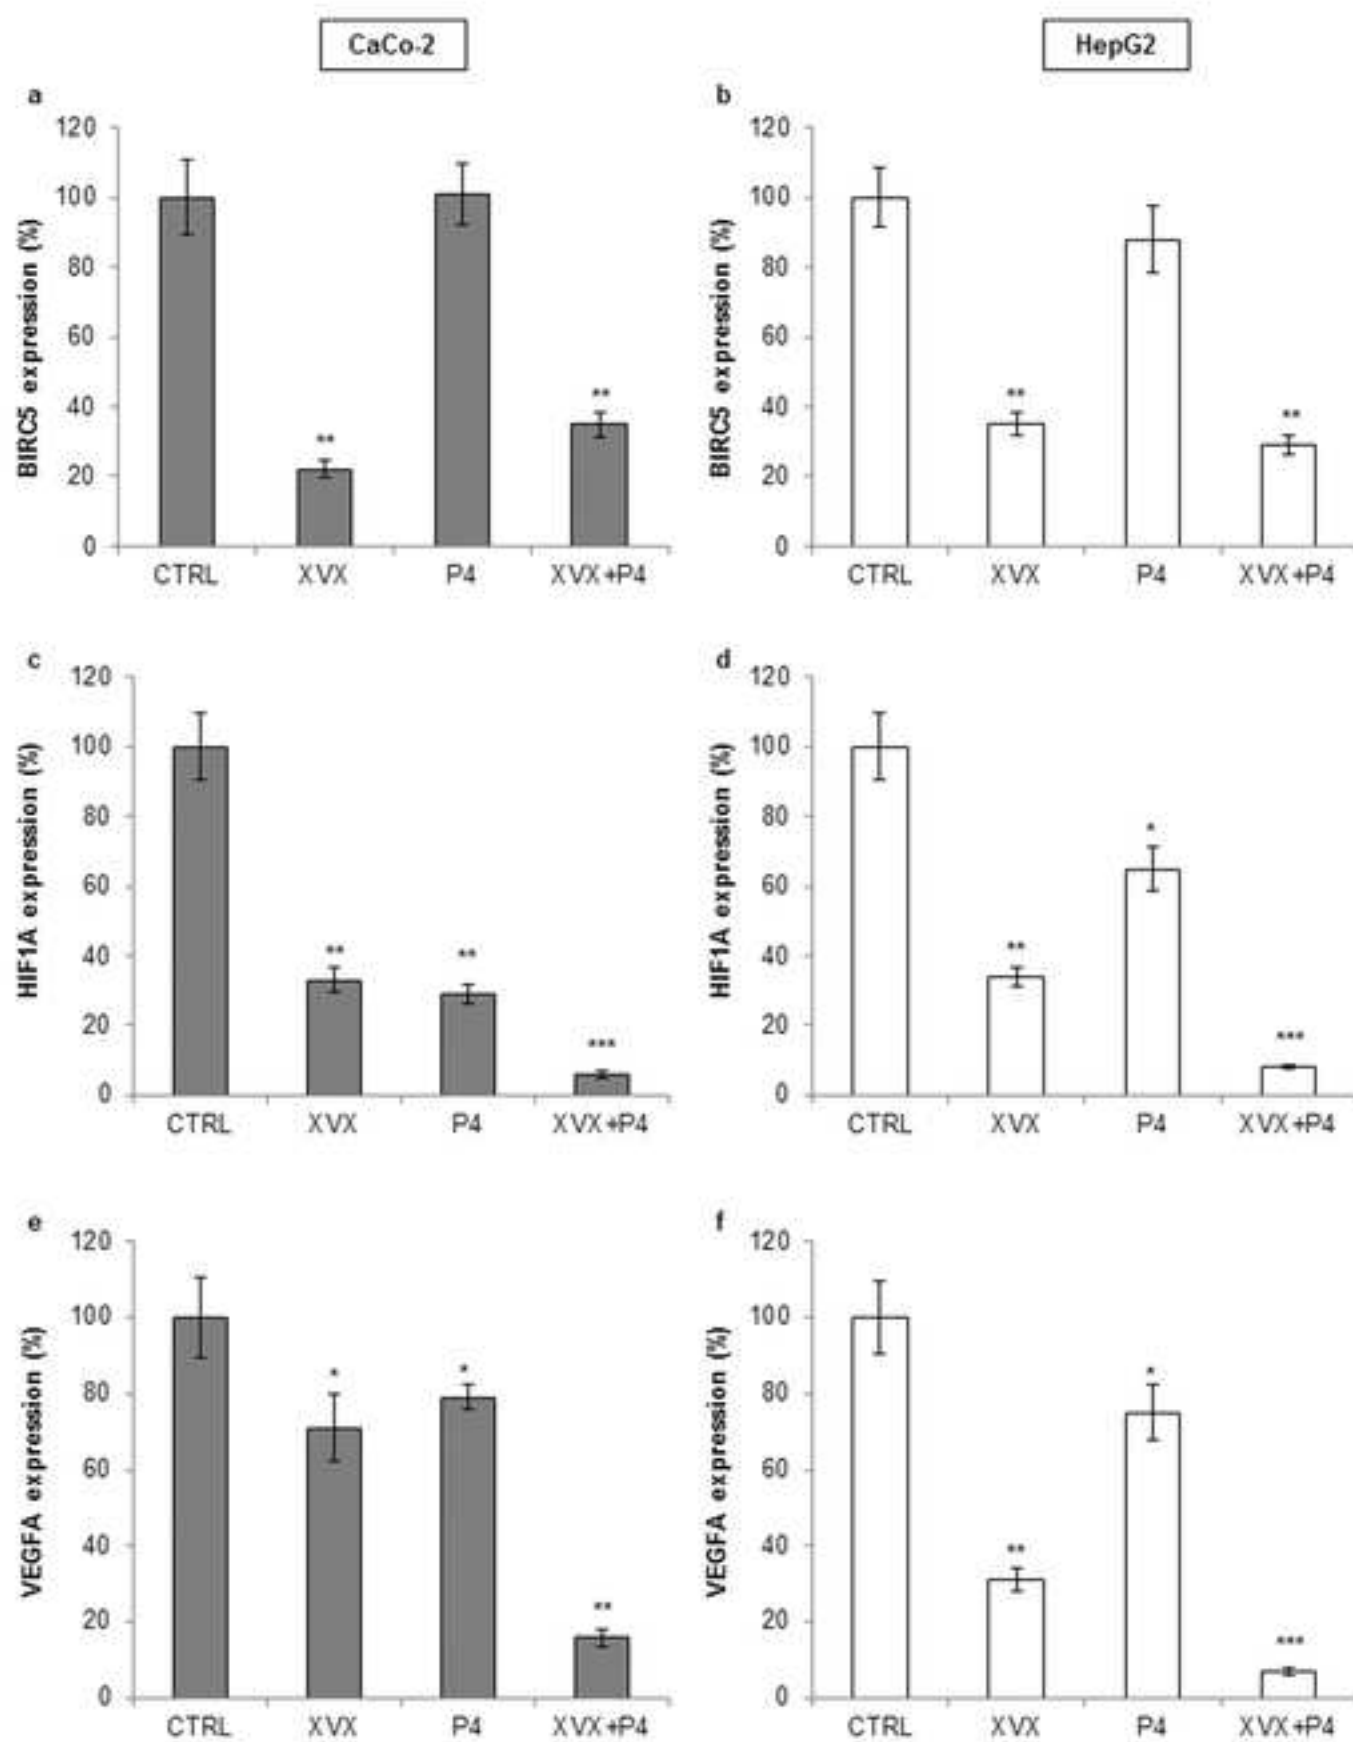 CaCo-2
HepG2
a
BIRC5 expression (%)
120
100
80
60
40
20
0
**
**
CTRL XVX P4 XVX+P4
b
BIRC5 expression (%)
120
100
80
60
40
20
0
**
**
CTRL XVX P4 XVX+P4
c
HIF1A expression (%)
120
100
80
60
40
20
0
**
**
***
CTRL XVX P4 XVX+P4
d
HIF1A expression (%)
120
100
80
60
40
20
0
**
*
***
CTRL XVX P4 XVX+P4
e
VEGFA expression (%)
120
100
80
60
40
20
0
*
*
**
CTRL XVX P4 XVX+P4
f
VEGFA expression (%)
120
100
80
60
40
20
0
**
*
***
CTRL XVX P4 XVX+P4